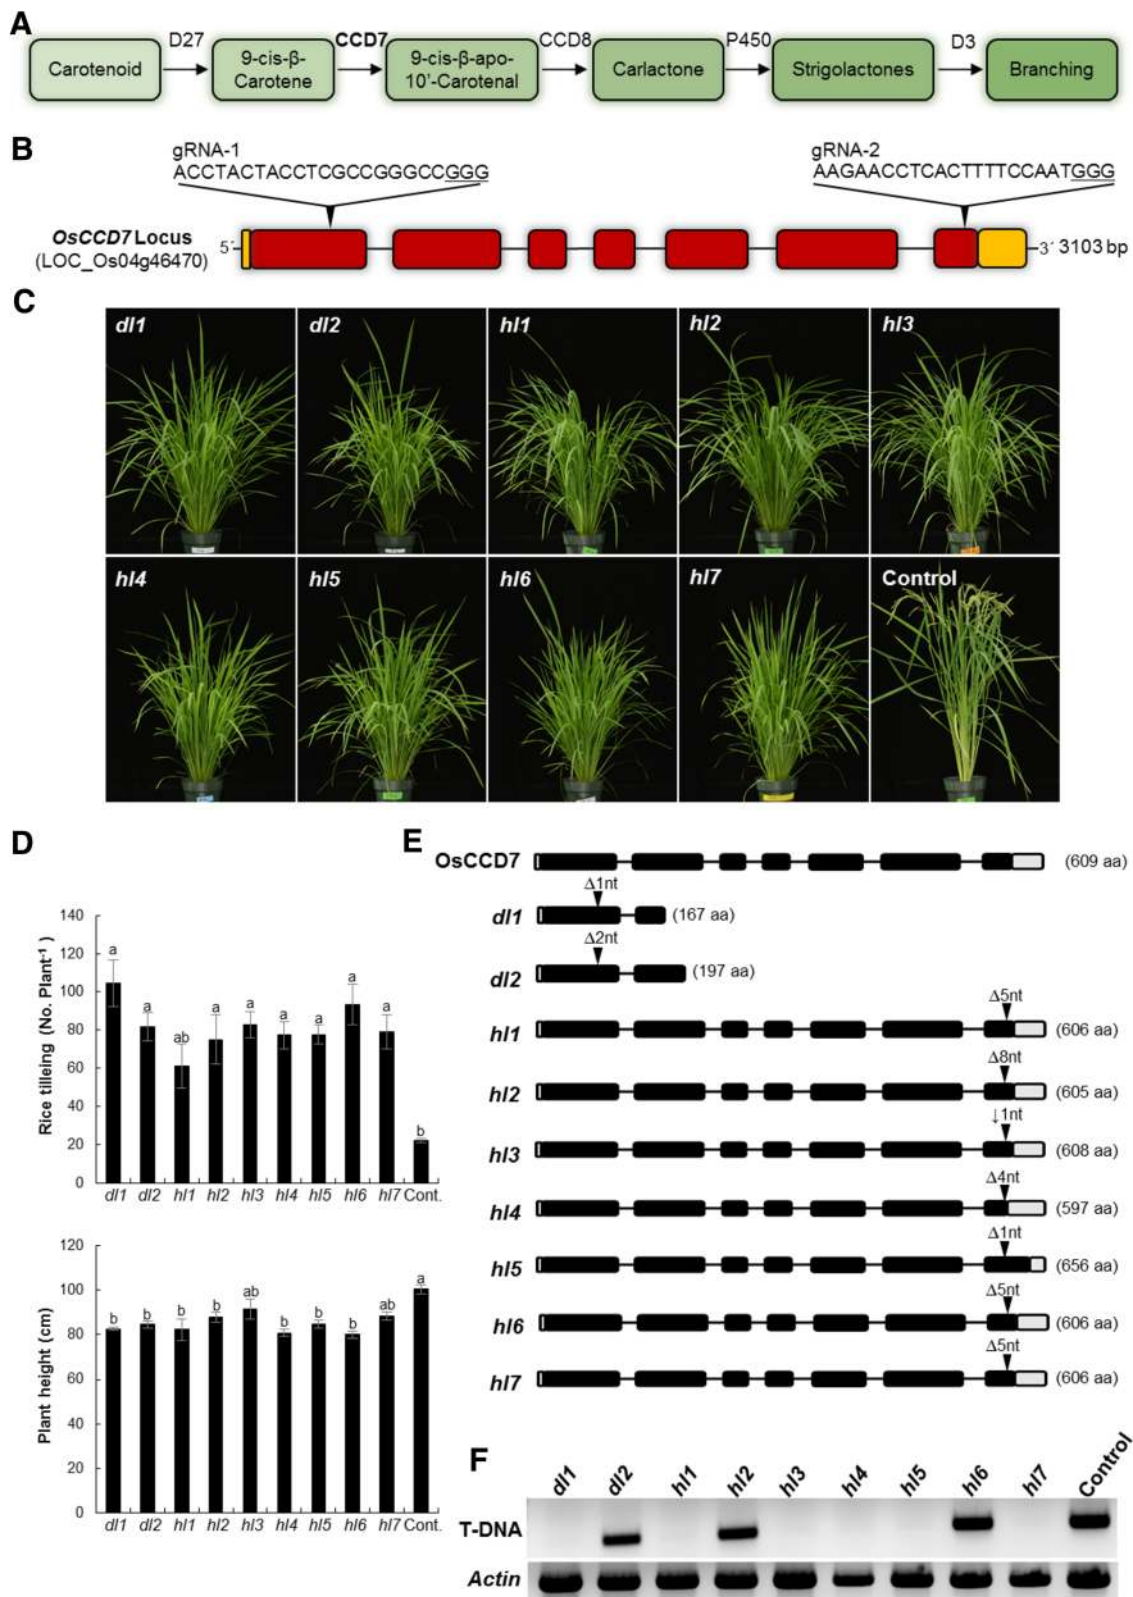 A
D27
CCD7
CCD8
P450
D3
Carotenoid
9-cis-β-
Carotene
9-cis-β-apo-
10'-Carotenal
Carlactone
Strigolactones
Branching
B
gRNA-1
ACCTACTACCTCGCCGGGCCGGG
gRNA-2
AAGAACCTCACTTTTCCAATGGG
OsCCD7 Locus
(LOC_Os04g46470)
5´
3´ 3103 bp
C
dl1
dl2
hl1
hl2
hl3
hl4
hl5
hl6
hl7
Control
D
Rice tilleing (No. Plant-1)
140
120
100
80
60
40
20
0
a
a
ab
a
a
a
a
a
a
b
dl1 dl2 hl1 hl2 hl3 hl4 hl5 hl6 hl7 Cont.
Plant height (cm)
120
100
80
60
40
20
0
b
b
b
b
ab
b
b
b
ab
a
dl1 dl2 hl1 hl2 hl3 hl4 hl5 hl6 hl7 Cont.
E
OsCCD7 (609 aa)
Δ1nt
dl1 (167 aa)
Δ2nt
dl2 (197 aa)
Δ5nt
hl1 (606 aa)
Δ8nt
hl2 (605 aa)
↓1nt
hl3 (608 aa)
Δ4nt
hl4 (597 aa)
Δ1nt
hl5 (656 aa)
Δ5nt
hl6 (606 aa)
Δ5nt
hl7 (606 aa)
F
dl1 dl2 hl1 hl2 hl3 hl4 hl5 hl6 hl7 Control
T-DNA
Actin